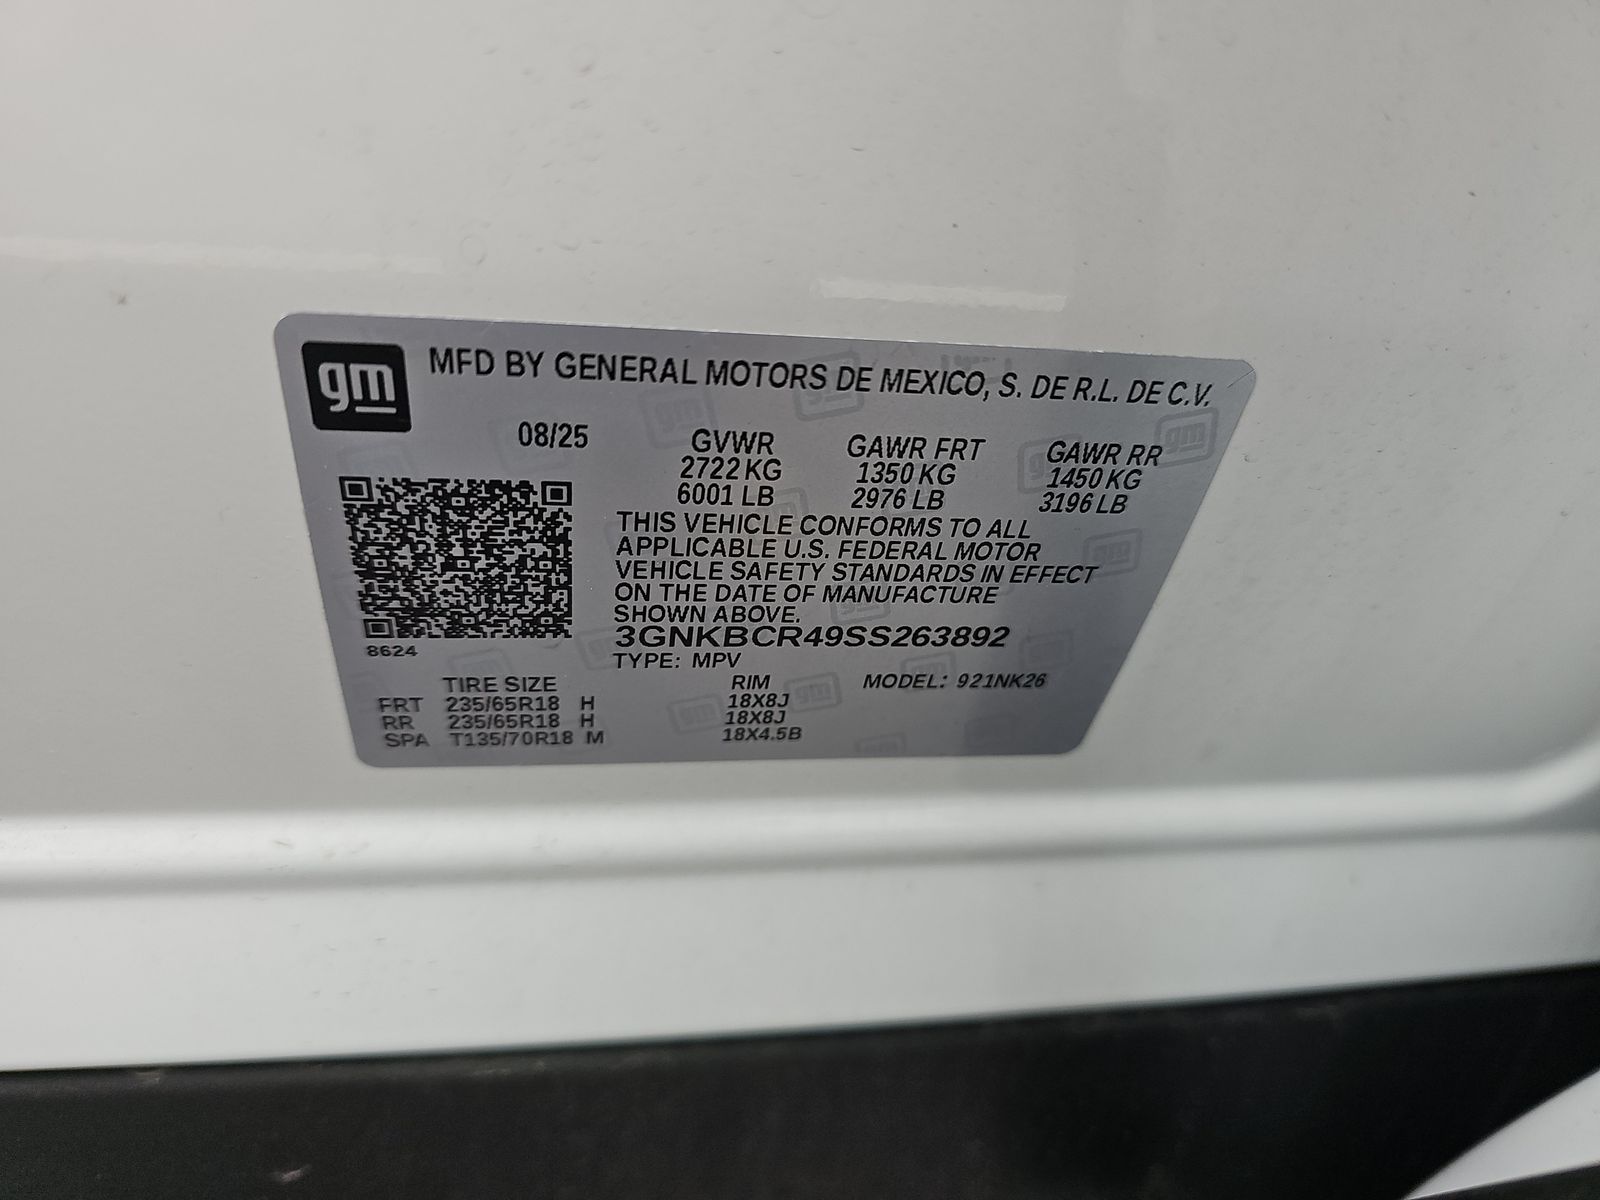 gm MFD BY GENERAL MOTORS DE MEXICO, S. DE R.L. DE C.V.
08/25 GVWR GAWR FRT GAWR RR
2722 KG 1350 KG 1450 KG
6001 LB 2976 LB 3196 LB
THIS VEHICLE CONFORMS TO ALL
APPLICABLE U.S. FEDERAL MOTOR
VEHICLE SAFETY STANDARDS IN EFFECT
ON THE DATE OF MANUFACTURE
SHOWN ABOVE.
3GNKBCR49SS263892
8624
TYPE: MPV
TIRE SIZE RIM MODEL: 921NK26
FRT 235/65R18 H 18X8J
RR 235/65R18 H 18X8J
SPA T135/70R18 M 18X4.5B